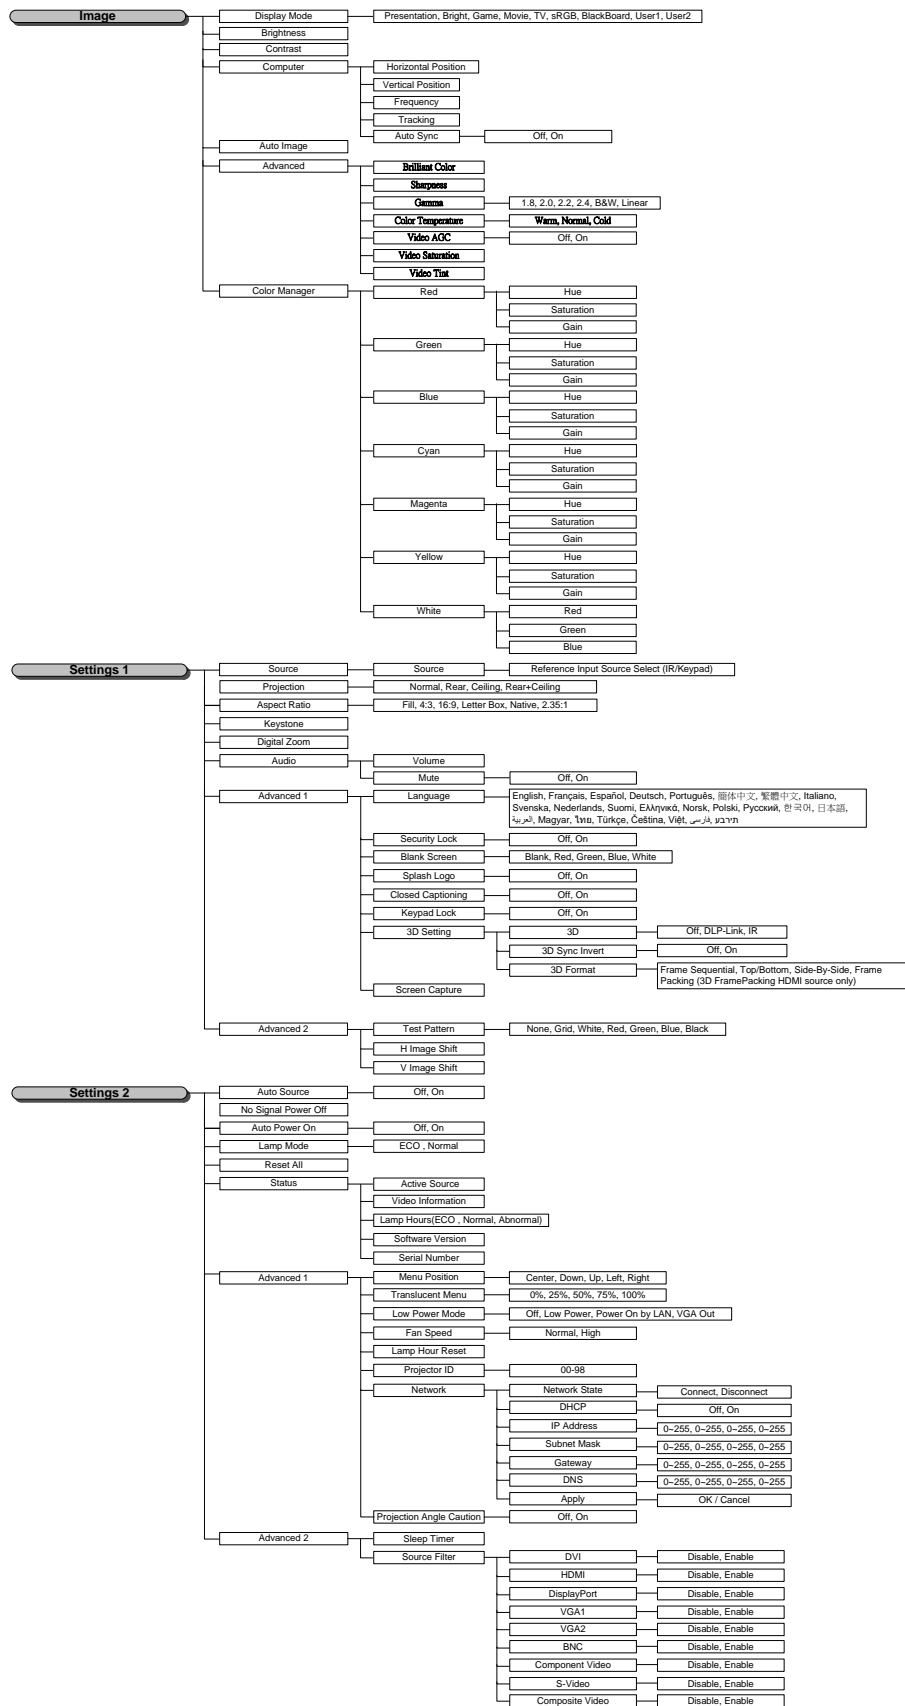 Image
Display Mode
Presentation, Bright, Game, Movie, TV, sRGB, BlackBoard, User1, User2
Brightness
Contrast
Computer
Horizontal Position
Vertical Position
Frequency
Tracking
Auto Sync
Off, On
Auto Image
Advanced
Brilliant Color
Sharpness
Gamma
1.8, 2.0, 2.2, 2.4, B&W, Linear
Color Temperature
Warm, Normal, Cold
Video AGC
Off, On
Video Saturation
Video Tint
Color Manager
Red
Hue
Saturation
Gain
Green
Hue
Saturation
Gain
Blue
Hue
Saturation
Gain
Cyan
Hue
Saturation
Gain
Magenta
Hue
Saturation
Gain
Yellow
Hue
Saturation
Gain
White
Red
Green
Blue
Settings 1
Source
Source
Reference Input Source Select (IR/Keypad)
Projection
Normal, Rear, Ceiling, Rear+Ceiling
Aspect Ratio
Fill, 4:3, 16:9, Letter Box, Native, 2.35:1
Keystone
Digital Zoom
Audio
Volume
Mute
Off, On
Advanced 1
Language
English, Français, Español, Deutsch, Português, 簡体中文, 繁體中文, Italiano,
Svenska, Nederlands, Suomi, Ελληνικά, Norsk, Polski, Русский, 한국어, 日本語,
العربية, Magyar, ไทย, Türkçe, Čeština, Việt, فارسی, תירבע
Security Lock
Off, On
Blank Screen
Blank, Red, Green, Blue, White
Splash Logo
Off, On
Closed Captioning
Off, On
Keypad Lock
Off, On
3D Setting
3D
Off, DLP-Link, IR
3D Sync Invert
Off, On
3D Format
Frame Sequential, Top/Bottom, Side-By-Side, Frame
Packing (3D FramePacking HDMI source only)
Screen Capture
Advanced 2
Test Pattern
None, Grid, White, Red, Green, Blue, Black
H Image Shift
V Image Shift
Settings 2
Auto Source
Off, On
No Signal Power Off
Auto Power On
Off, On
Lamp Mode
ECO , Normal
Reset All
Status
Active Source
Video Information
Lamp Hours(ECO , Normal, Abnormal)
Software Version
Serial Number
Advanced 1
Menu Position
Center, Down, Up, Left, Right
Translucent Menu
0%, 25%, 50%, 75%, 100%
Low Power Mode
Off, Low Power, Power On by LAN, VGA Out
Fan Speed
Normal, High
Lamp Hour Reset
Projector ID
00-98
Network
Network State
Connect, Disconnect
DHCP
Off, On
IP Address
0~255, 0~255, 0~255, 0~255
Subnet Mask
0~255, 0~255, 0~255, 0~255
Gateway
0~255, 0~255, 0~255, 0~255
DNS
0~255, 0~255, 0~255, 0~255
Apply
OK / Cancel
Projection Angle Caution
Off, On
Advanced 2
Sleep Timer
Source Filter
DVI
Disable, Enable
HDMI
Disable, Enable
DisplayPort
Disable, Enable
VGA1
Disable, Enable
VGA2
Disable, Enable
BNC
Disable, Enable
Component Video
Disable, Enable
S-Video
Disable, Enable
Composite Video
Disable, Enable